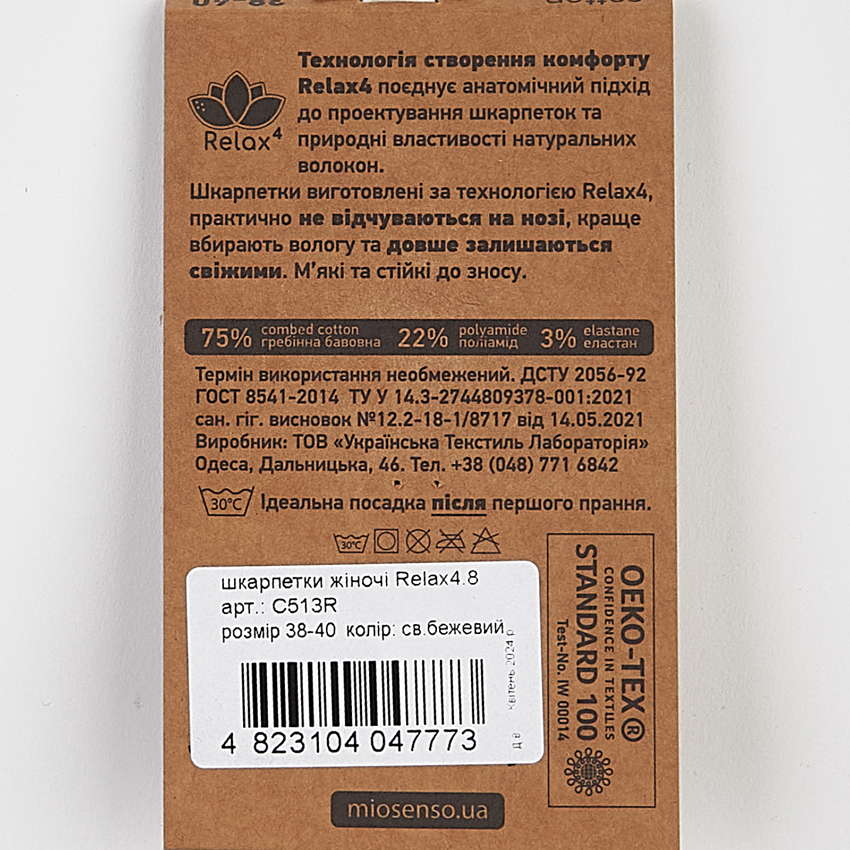 38-40
cotton
Технологія створення комфорту
Relax4 поєднує анатомічний підхід
до проектування шкарпеток та
природні властивості натуральних
волокон.
Relax4
Шкарпетки виготовлені за технологією Relax4,
практично не відчуваються на нозі, краще
вбирають вологу та довше залишаються
свіжими. М’які та стійкі до зносу.
75% combed cotton 22% polyamide 3% elastane
гребінна бавовна поліамід еластан
Термін використання необмежений. ДСТУ 2056-92
ГОСТ 8541-2014 ТУ У 14.3-2744809378-001:2021
сан. гіг. висновок №12.2-18-1/8717 від 14.05.2021
Виробник: ТОВ «Українська Текстиль Лабораторія»
Одеса, Дальницька, 46. Тел. +38 (048) 771 6842
30°C Ідеальна посадка після першого прання.
30°C
шкарпетки жіночі Relax4.8
арт.: C513R
розмір 38-40 колір: св.бежевий
4 823104 047773
квітень 2024 р
OEKO-TEX®
CONFIDENCE IN TEXTILES
STANDARD 100
Test-No. IW 00014
miosenso.ua